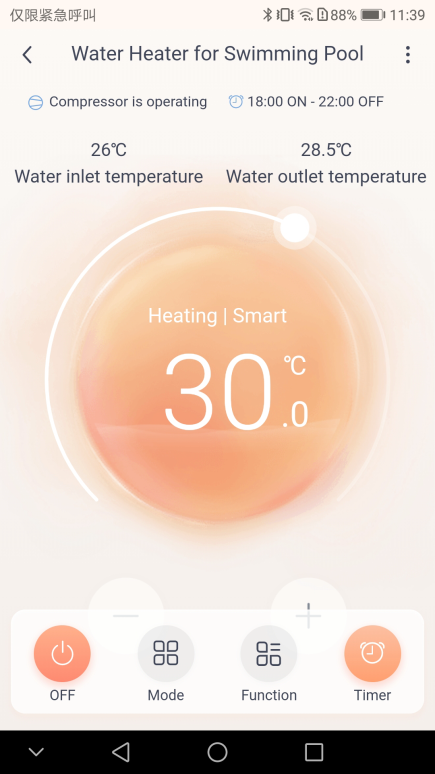 仅限紧急呼叫 88% 11:39
Water Heater for Swimming Pool
Compressor is operating 18:00 ON - 22:00 OFF
26℃ 28.5℃
Water inlet temperature Water outlet temperature
Heating | Smart
30.0 ℃
OFF Mode Function Timer